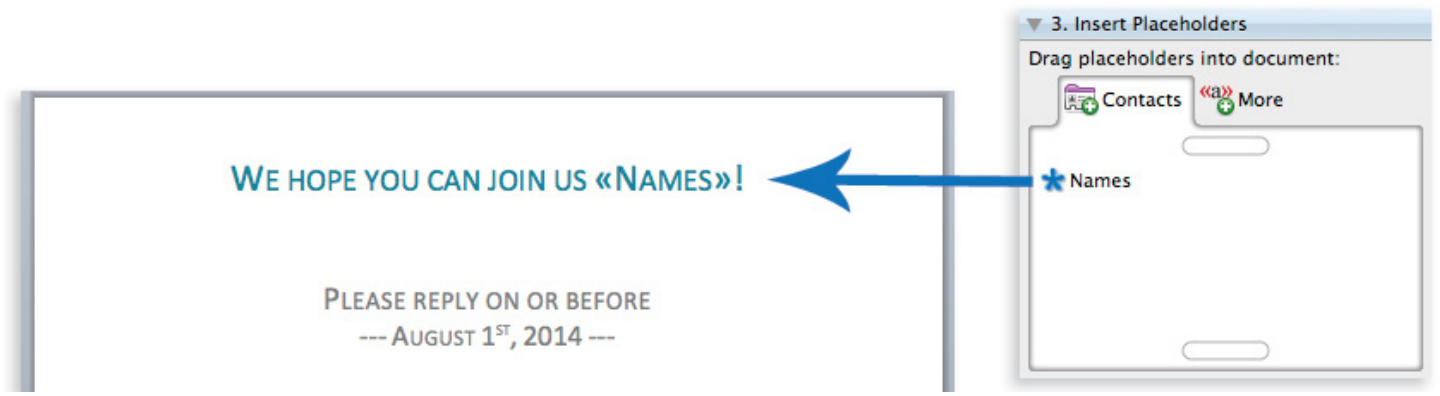 3. Insert Placeholders
Drag placeholders into document:
Contacts «a» More
Names
WE HOPE YOU CAN JOIN US «NAMES»!
PLEASE REPLY ON OR BEFORE
--- AUGUST 1ST, 2014 ---